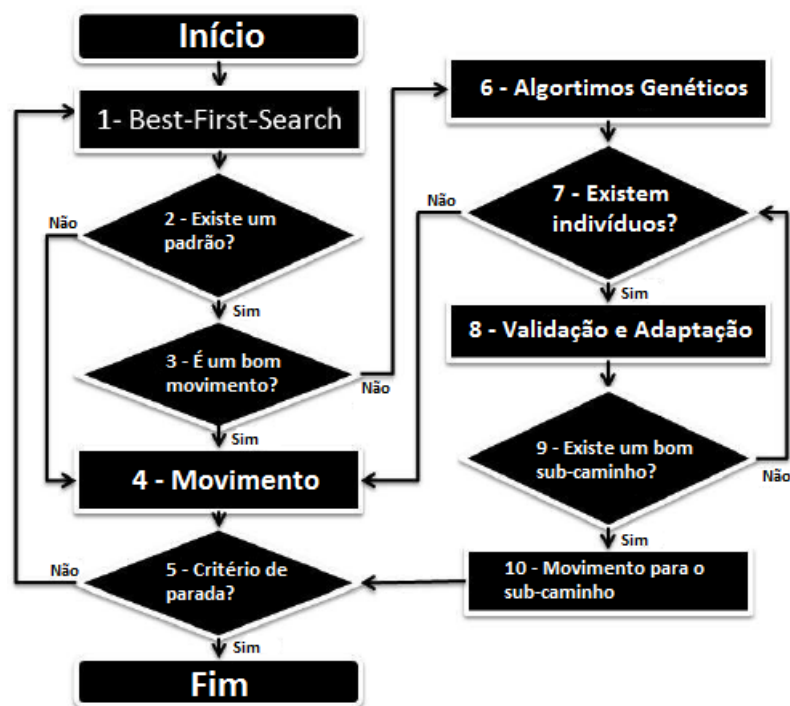 Início
1- Best-First-Search
Não
2 - Existe um
padrão?
Sim
3 - É um bom
movimento?
Não
Sim
4 - Movimento
Não
5 - Critério de
parada?
Sim
Fim
6 - Algortimos Genéticos
Não
7 - Existem
indivíduos?
Sim
8 - Validação e Adaptação
9 - Existe um bom
sub-caminho?
Não
Sim
10 - Movimento para o
sub-caminho